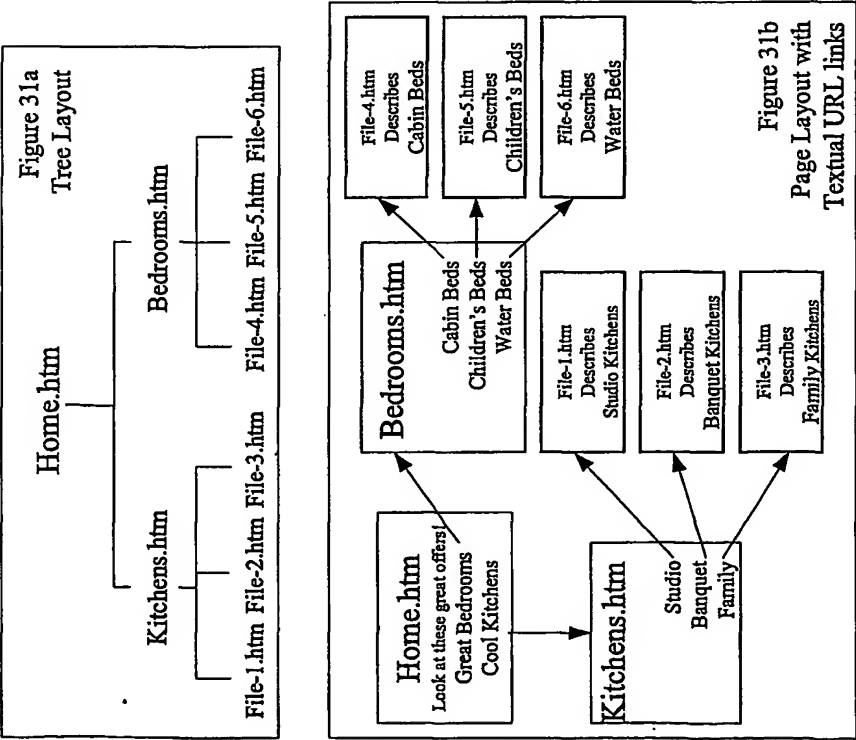 Figure 31a
Tree Layout
Home.htm
Kitchens.htm
Bedrooms.htm
File-1.htm File-2.htm File-3.htm
File-4.htm File-5.htm File-6.htm
Home.htm
Look at these great offers!
Great Bedrooms
Cool Kitchens
Bedrooms.htm
Cabin Beds
Children's Beds
Water Beds
File-4.htm
Describes
Cabin Beds
File-5.htm
Describes
Children's Beds
File-6.htm
Describes
Water Beds
Kitchens.htm
Studio
Banquet
Family
File-1.htm
Describes
Studio Kitchens
File-2.htm
Describes
Banquet Kitchens
File-3.htm
Describes
Family Kitchens
Figure 31b
Page Layout with
Textual URL links